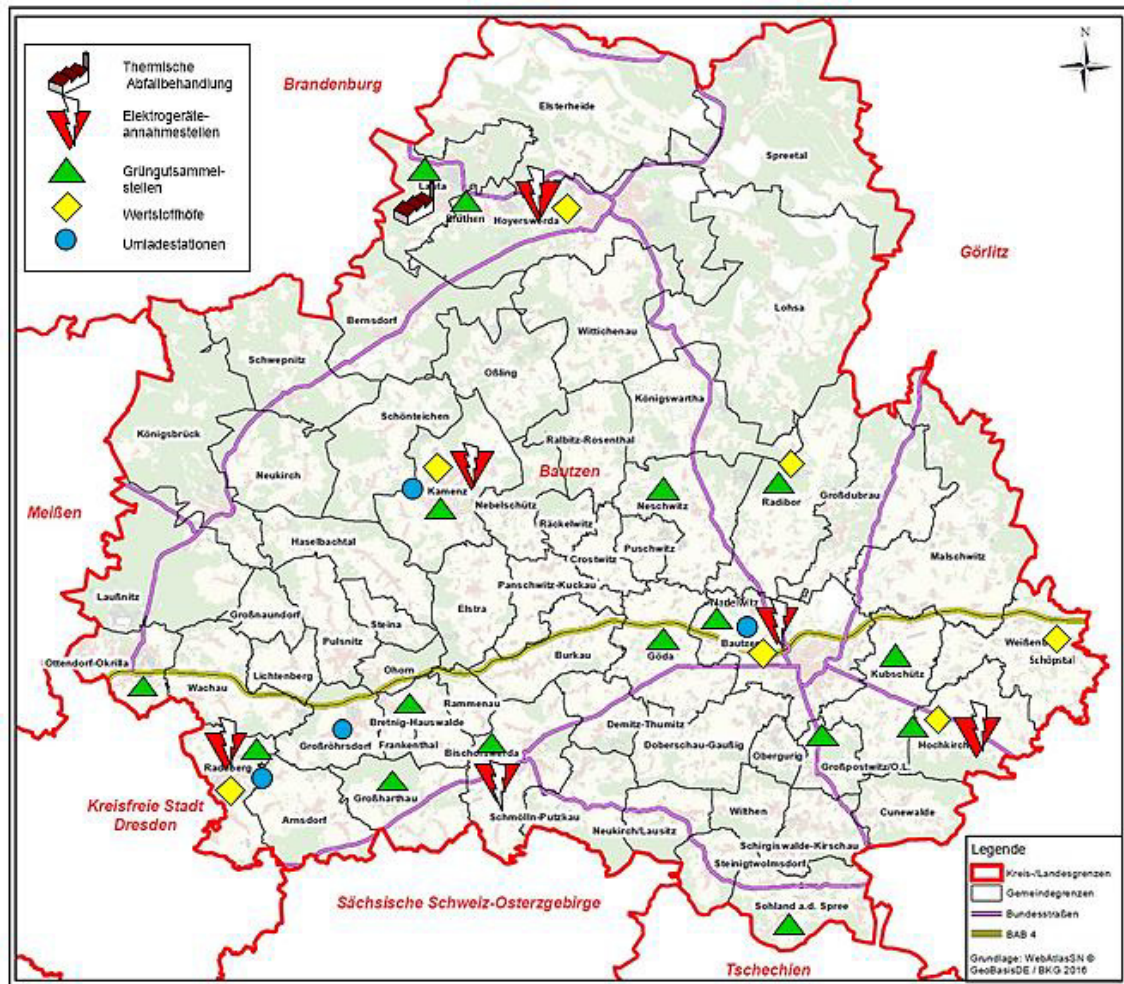 N
Thermische
Abfallbehandlung
Elektrogeräte-
annahmestellen
Grüngutsammel-
stellen
Wertstoffhöfe
Umladestationen
Brandenburg
Elsterheide
Spreetal
Lauta
Hoyerswerda
Görlitz
Lohsa
Bernsdorf
Wittichenau
Schwepnitz
Oßling
Königswartha
Schönteichen
Königsbrück
Ralbitz-Rosenthal
Neukirch
Bautzen
Kamenz
Nebelschütz
Neschwitz
Radibor
Großdubrau
Meißen
Räckelwitz
Haselbachtal
Puschwitz
Crostwitz
Malschwitz
Panschwitz-Kuckau
Laußnitz
Großnaundorf
Steina
Elstra
Nadelwitz
Pulsnitz
Bautzen
Ottendorf-Okrilla
Göda
Burkau
Ohorn
Lichtenberg
Wachau
Kubschütz
Schöpstal
Rammenau
Bretnig-Hauswalde
Demitz-Thumitz
Großröhrsdorf
Frankenthal
Bischofswerda
Doberschau-Gaußig
Hochkirch
Obergurig
Radeberg
Großpostwitz/O.L.
Kreisfreie Stadt
Dresden
Großharthau
Arnsdorf
Schmölln-Putzkau
Wilthen
Cunewalde
Neukirch/Lausitz
Schirgiswalde-Kirschau
Steinigtwolmsdorf
Sohland a.d. Spree
Sächsische Schweiz-Osterzgebirge
Tschechien
Legende
Kreis-/Landesgrenzen
Gemeindegrenzen
Bundesstraßen
BAB 4
Grundlage: WebAtlasSN ©
GeoBasisDE / BKG 2016